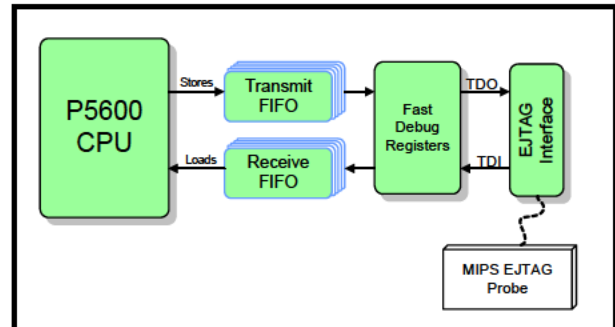 P5600
CPU
Stores
Loads
Transmit
FIFO
Receive
FIFO
Fast
Debug
Registers
TDO
TDI
EJTAG
Interface
MIPS EJTAG
Probe